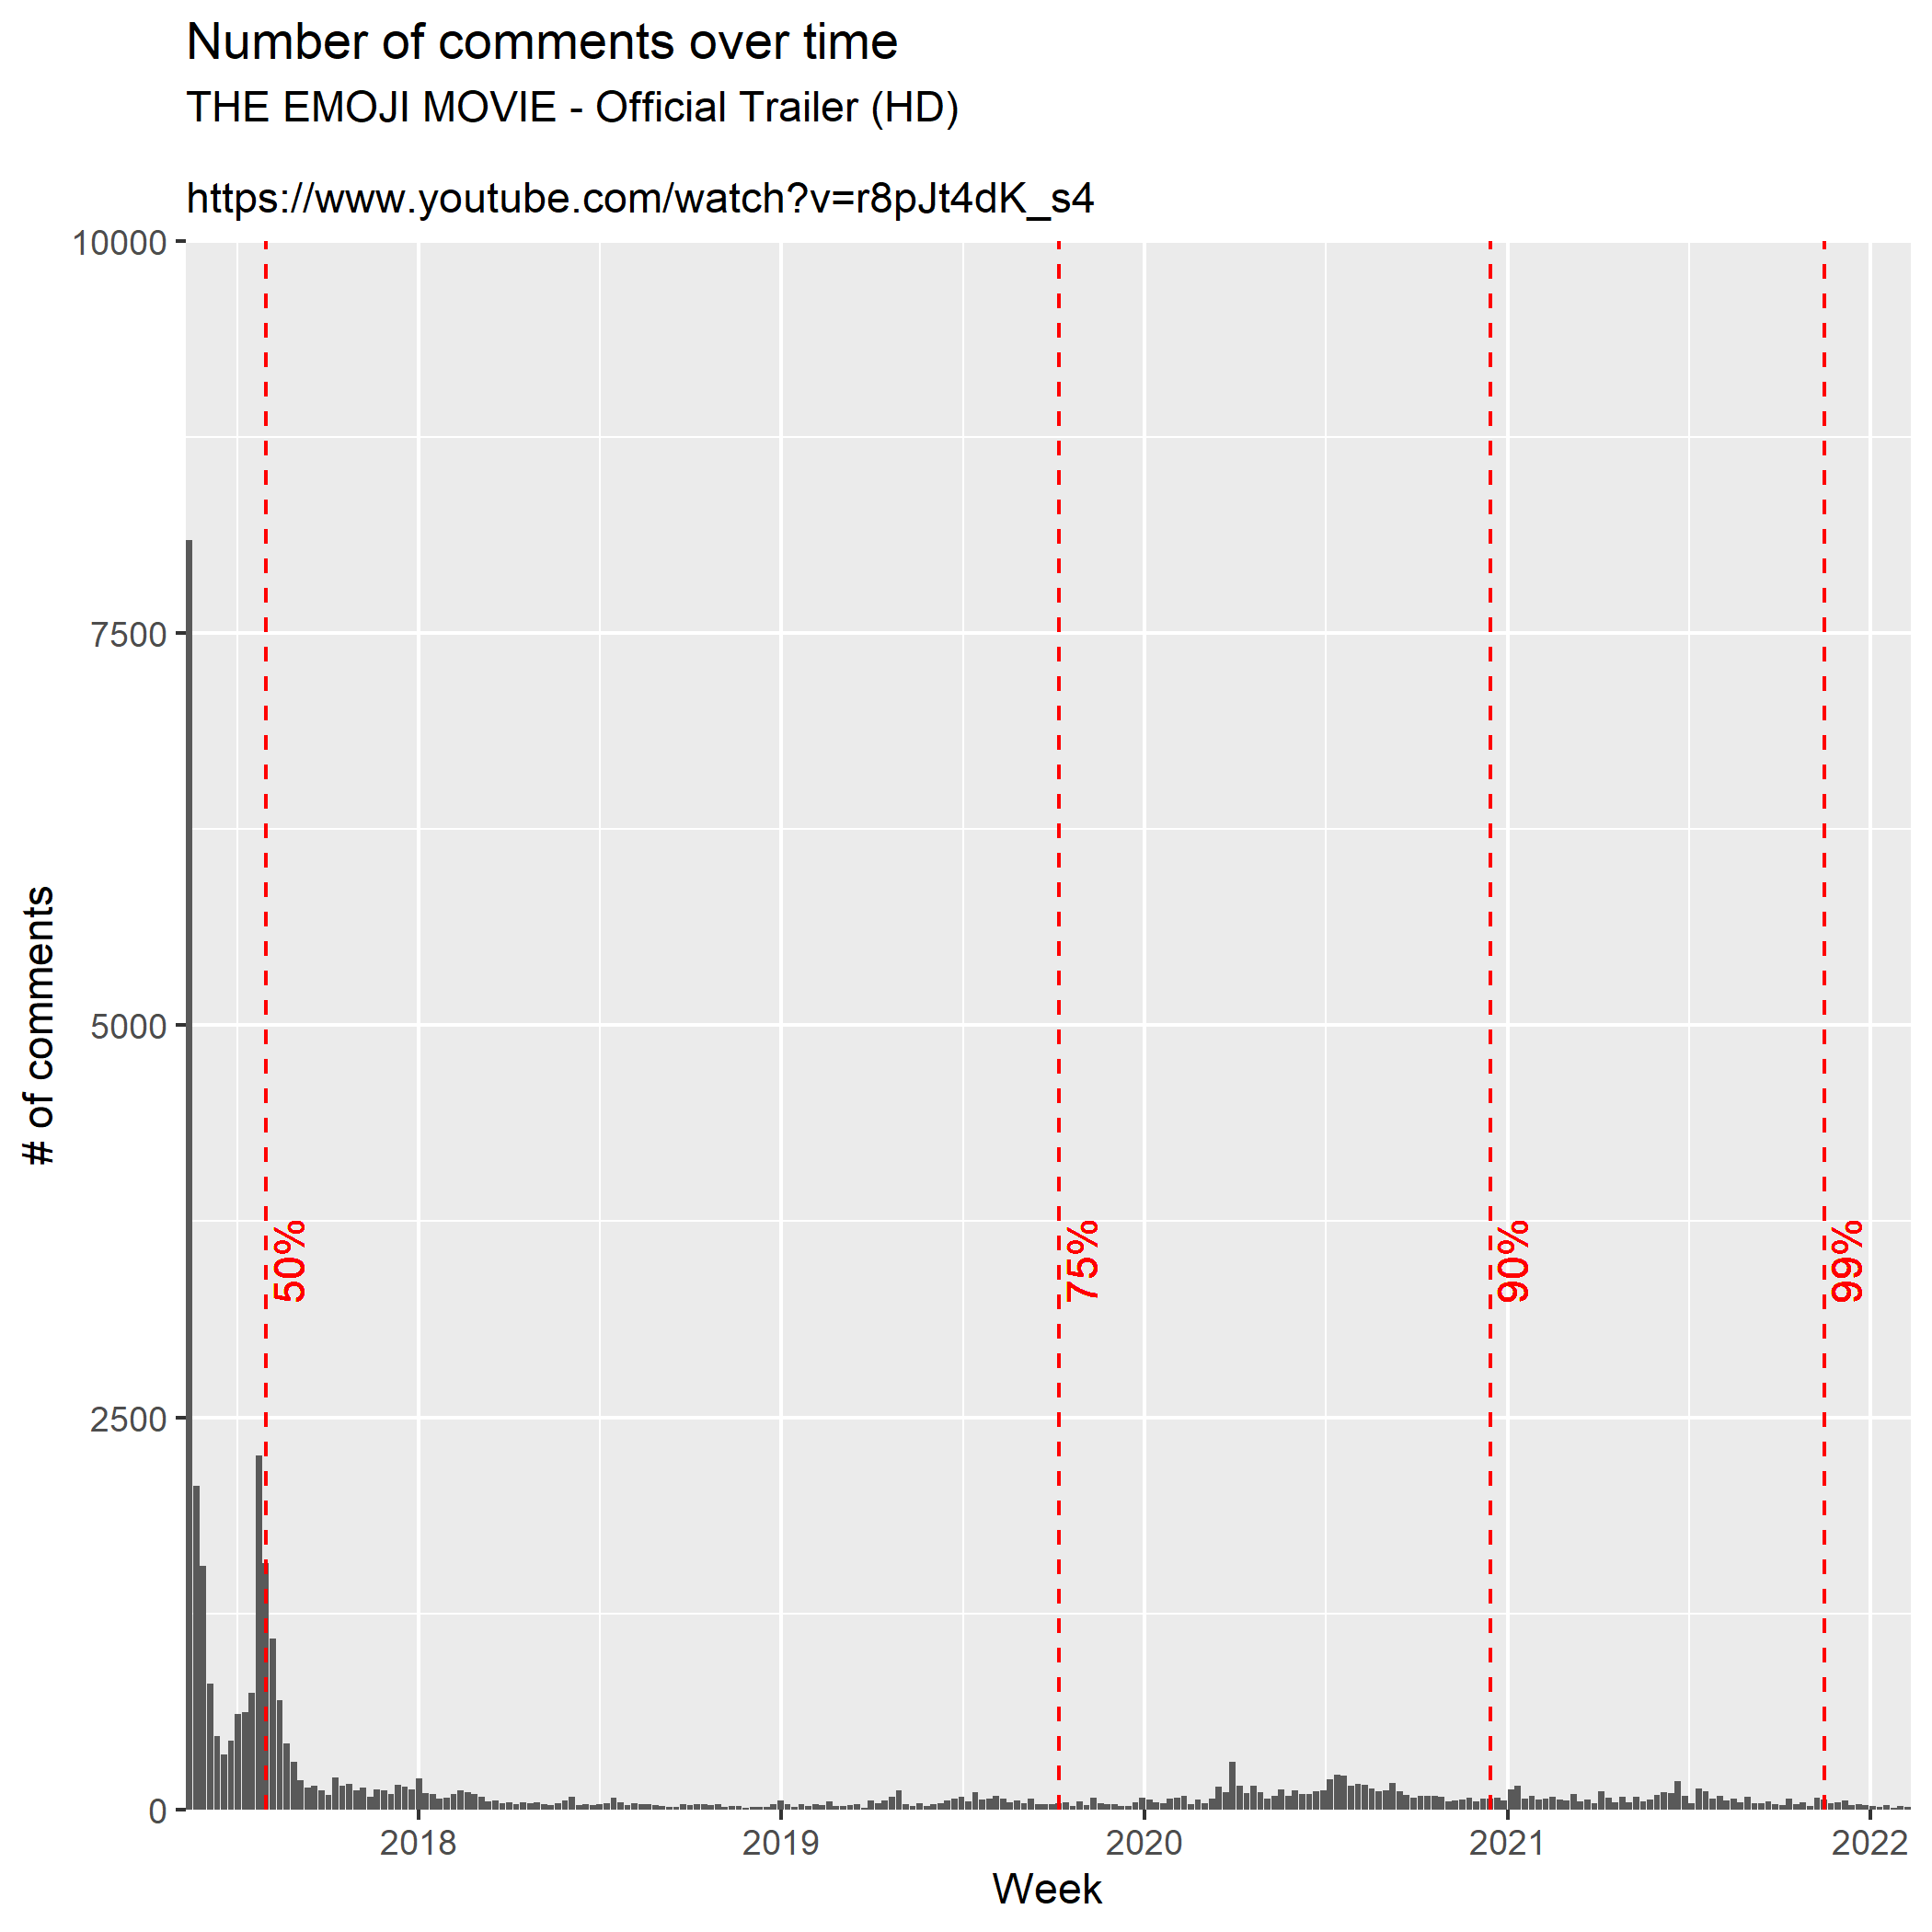 Number of comments over time
THE EMOJI MOVIE - Official Trailer (HD)
https://www.youtube.com/watch?v=r8pJt4dK_s4
10000
7500
5000
2500
0
# of comments
50%
75%
90%
99%
2018
2019
2020
2021
2022
Week